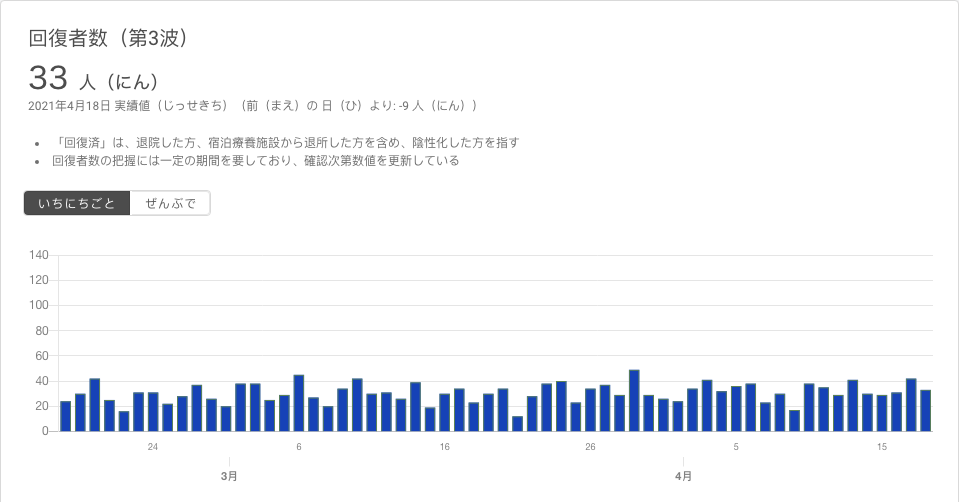 回復者数（第3波）
33 人（にん）
2021年4月18日 実績値（じっせきち）（前（まえ）の 日（ひ）より: -9 人（にん））
• 「回復済」は、退院した方、宿泊療養施設から退所した方を含め、陰性化した方を指す
• 回復者数の把握には一定の期間を要しており、確認次第数値を更新している
いちにちごと ぜんぶで
140
120
100
80
60
40
20
0
24 6 16 26 5 15
3月 4月